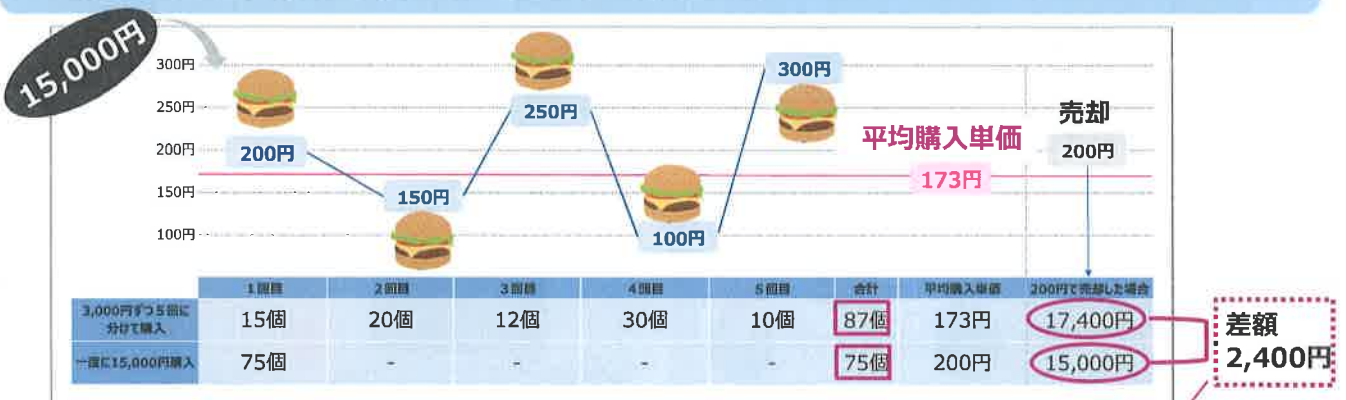 15,000円
300円
250円
200円
150円
100円
200円
150円
250円
100円
300円
平均購入単価
173円
売却
200円
1回目 2回目 3回目 4回目 5回目 合計 平均購入単価 200円で売却した場合
3,000円ずつ5回に
分けて購入
15個 20個 12個 30個 10個 87個 173円 17,400円
一度に15,000円購入 75個 - - - - 75個 200円 15,000円
差額
2,400円